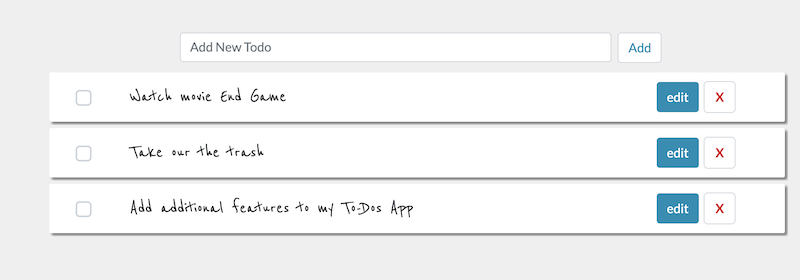 Add New Todo Add
Watch movie End Game edit X
Take our the trash edit X
Add additional features to my To-Dos App edit X